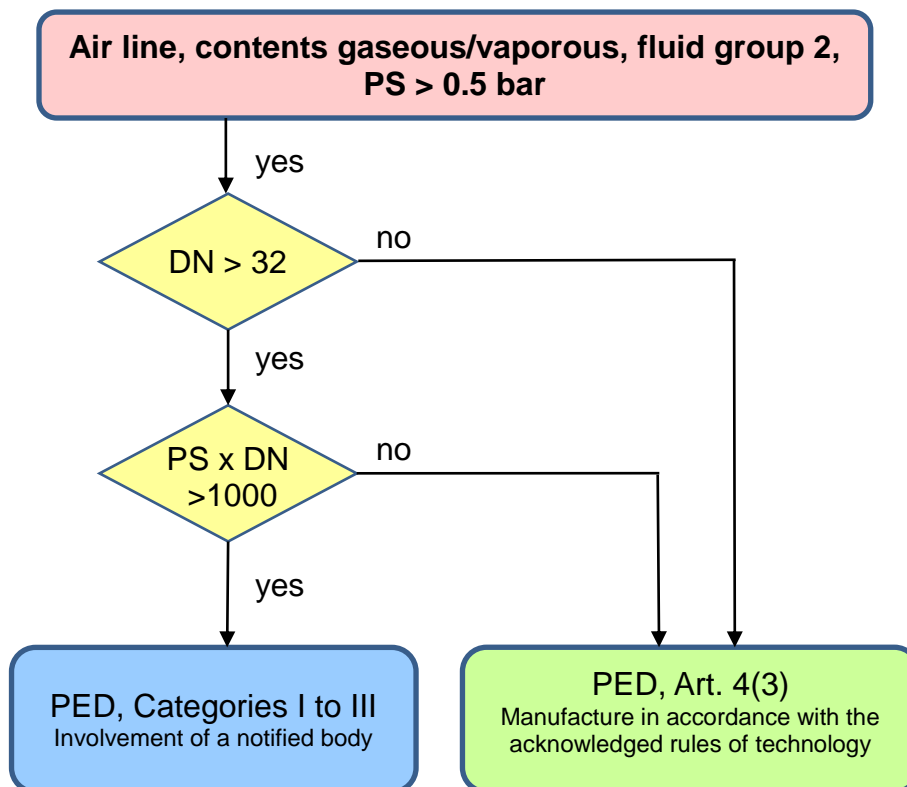 Air line, contents gaseous/vaporous, fluid group 2,
PS > 0.5 bar
yes
DN > 32
no
yes
PS x DN
>1000
no
yes
PED, Categories I to III
Involvement of a notified body
PED, Art. 4(3)
Manufacture in accordance with the
acknowledged rules of technology